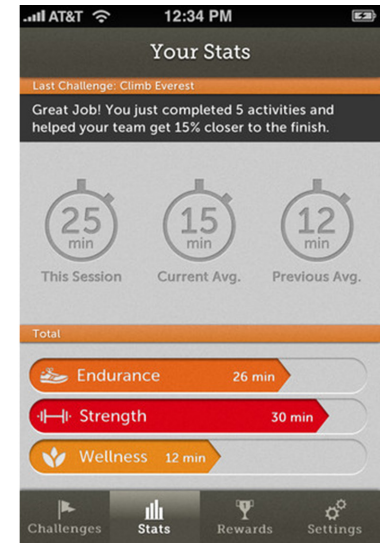 AT&T 12:34 PM
Your Stats
Last Challenge: Climb Everest
Great Job! You just completed 5 activities and
helped your team get 15% closer to the finish.
25 15 12
min min min
This Session Current Avg. Previous Avg.
Total
Endurance 26 min
Strength 30 min
Wellness 12 min
Challenges Stats Rewards Settings